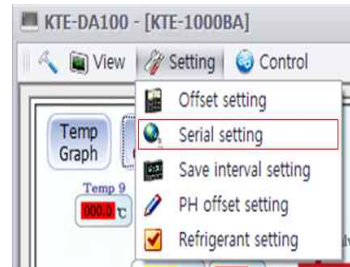 KTE-DA100 - [KTE-1000BA]
View Setting Control
Offset setting
Serial setting
Save interval setting
PH offset setting
Refrigerant setting
Temp
Graph
Temp 9
000.0 ℃